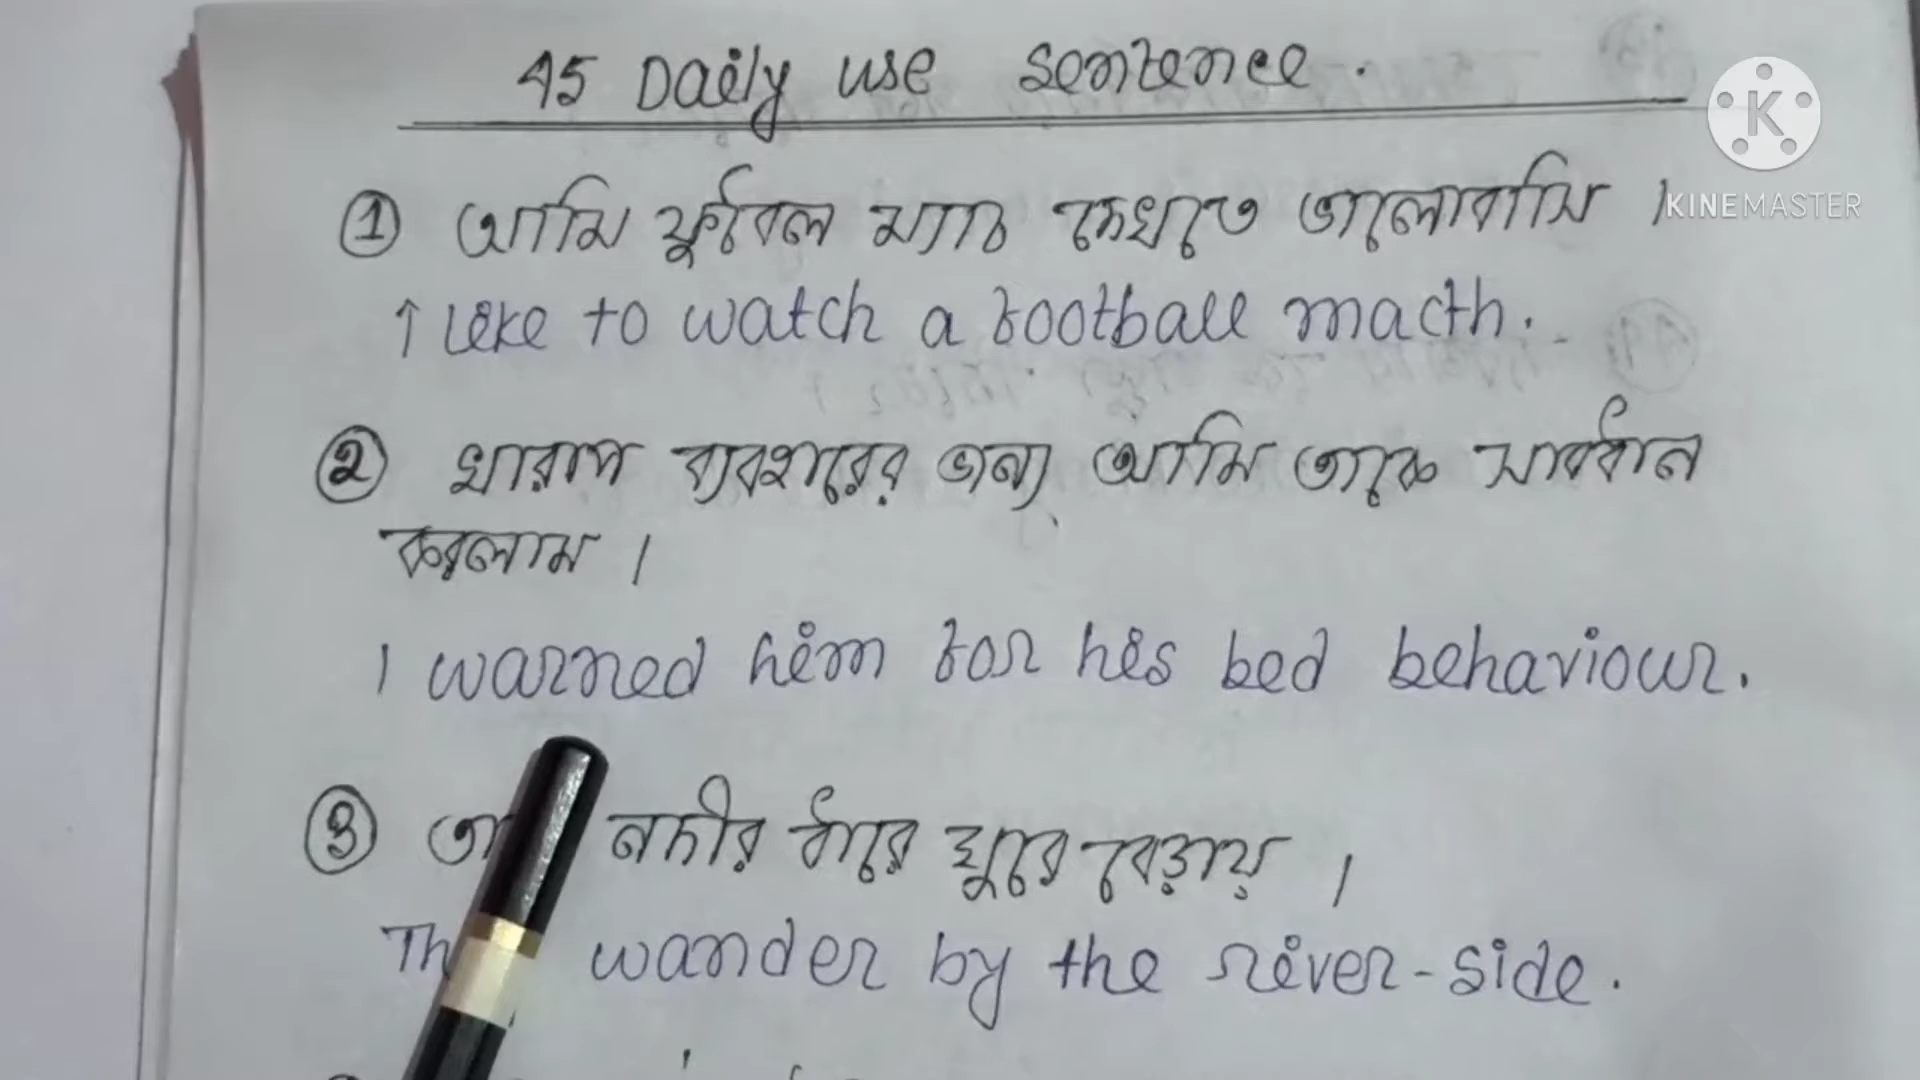 45 Daily use sentence.
① আমি ফুটবল ম্যাচ দেখতে ভালোবাসি ।
I Like to watch a football macth.
② খারাপ ব্যবহারের জন্য আমি তাকে সাবধান
করলাম ।
I warned him for his bed behaviour.
③ নদীর ধারে ঘুরে বেড়ায় ।
wander by the river-side.
K
KINEMASTER